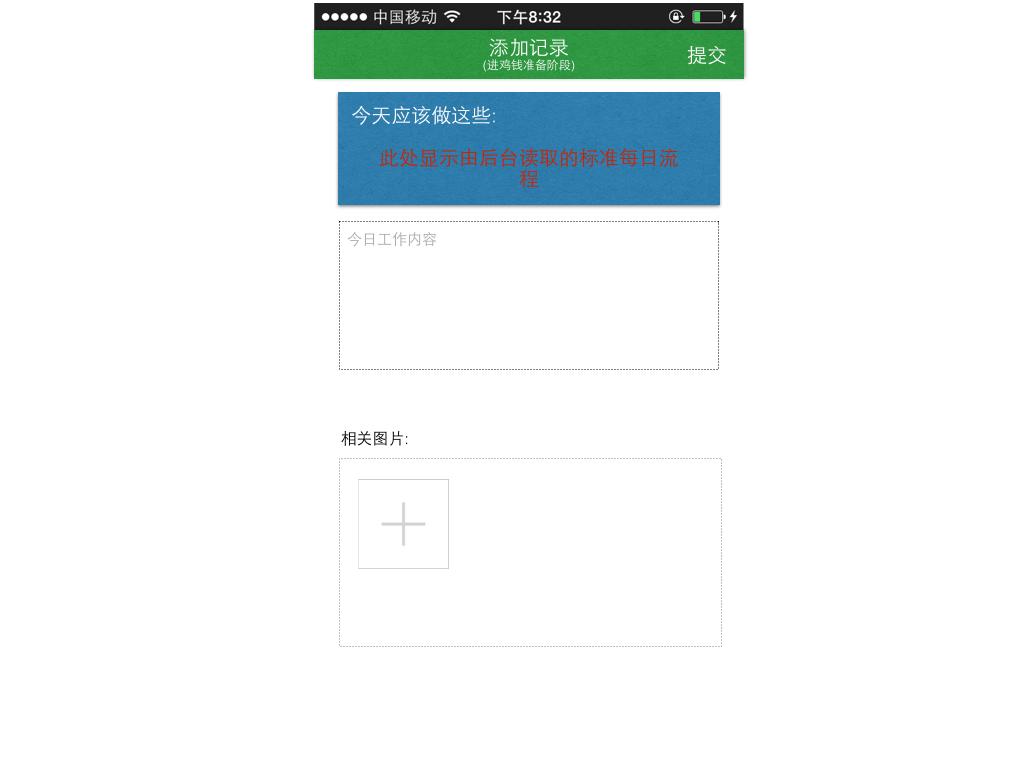 中国移动 下午8:32
添加记录
(进鸡钱准备阶段)
提交
今天应该做这些:
此处显示由后台读取的标准每日流
程
今日工作内容
相关图片: